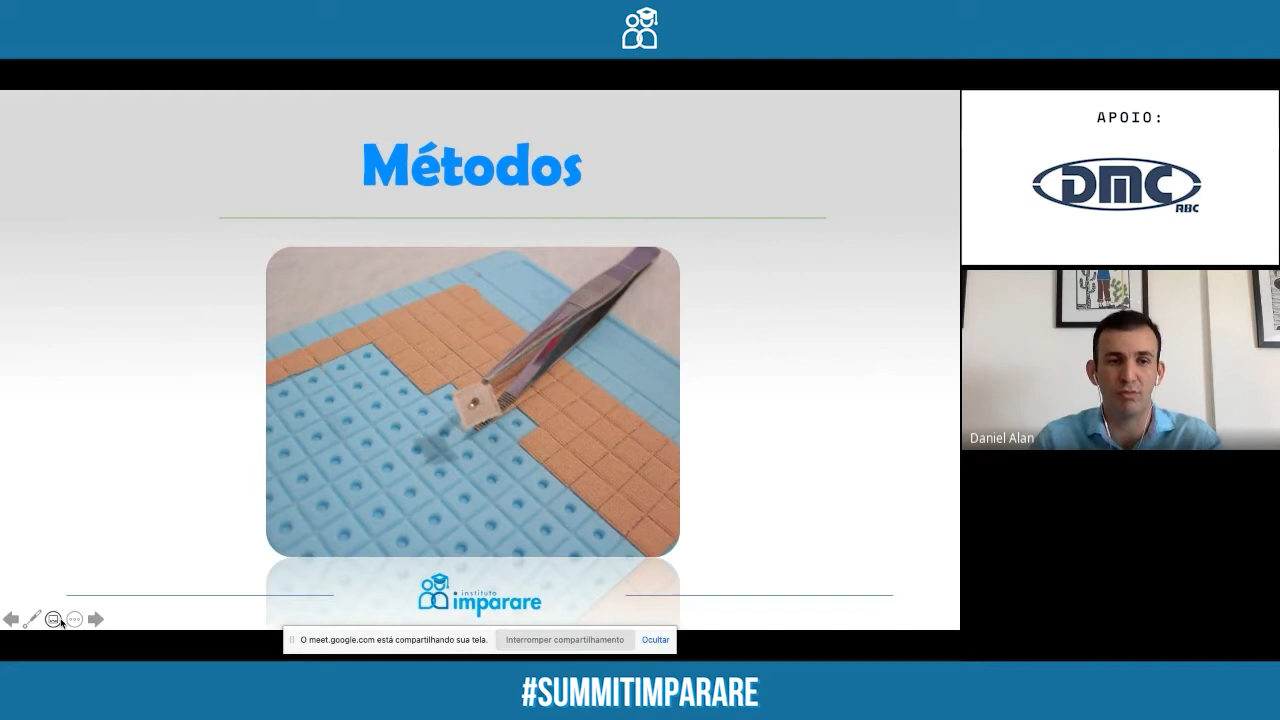 Métodos
APOIO:
DMC
ABC
Daniel Alan
instituto
imparare
O meet.google.com está compartilhando sua tela.
Interromper compartilhamento
Ocultar
#SUMMITIMPARARE